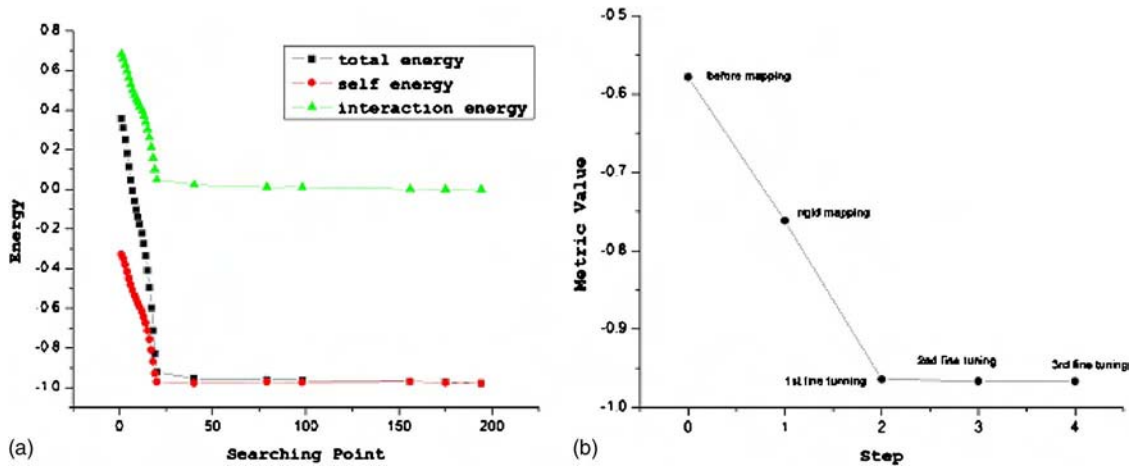 0.8
0.6
0.4
0.2
0.0
-0.2
-0.4
-0.6
-0.8
-1.0
Energy
total energy
self energy
interaction energy
0 50 100 150 200
Searching Point
(a)
-0.5
-0.6
-0.7
-0.8
-0.9
-1.0
Metric Value
before mapping
rigid mapping
1st fine tunning
2nd fine tuning
3rd fine tuning
0 1 2 3 4
Step
(b)